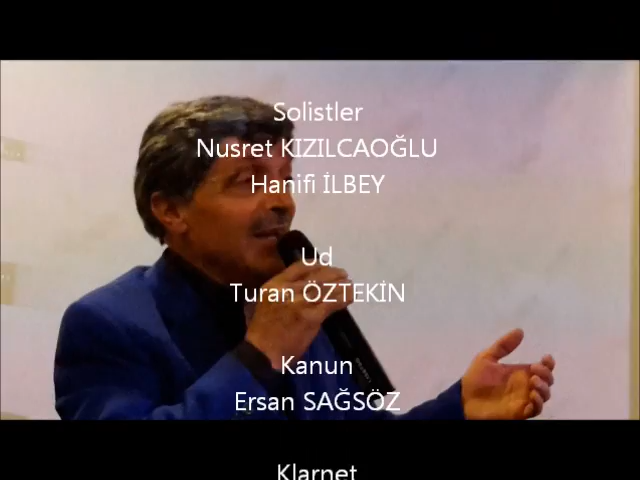 Solistler
Nusret KIZILCAOĞLU
Hanifi İLBEY
Ud
Turan ÖZTEKİN
Kanun
Ersan SAĞSÖZ
Klarnet